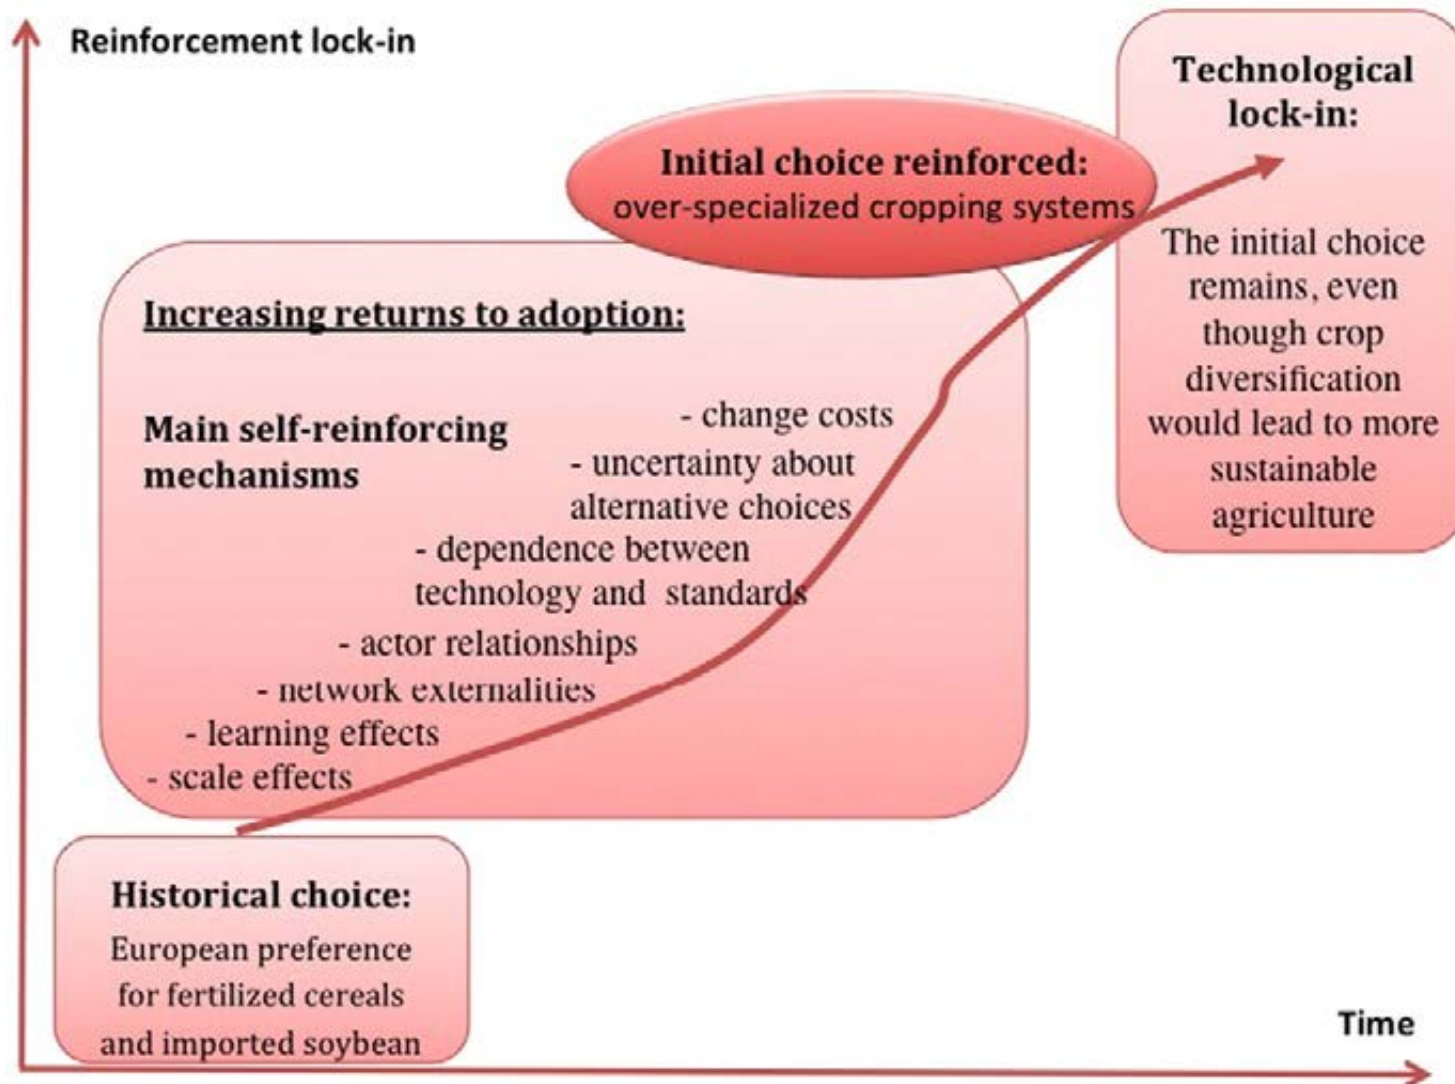 Reinforcement lock-in
Technological
lock-in:
Initial choice reinforced:
over-specialized cropping systems
The initial choice
remains, even
though crop
diversification
would lead to more
sustainable
agriculture
Increasing returns to adoption:
Main self-reinforcing
mechanisms
- change costs
- uncertainty about
alternative choices
- dependence between
technology and standards
- actor relationships
- network externalities
- learning effects
- scale effects
Historical choice:
European preference
for fertilized cereals
and imported soybean
Time